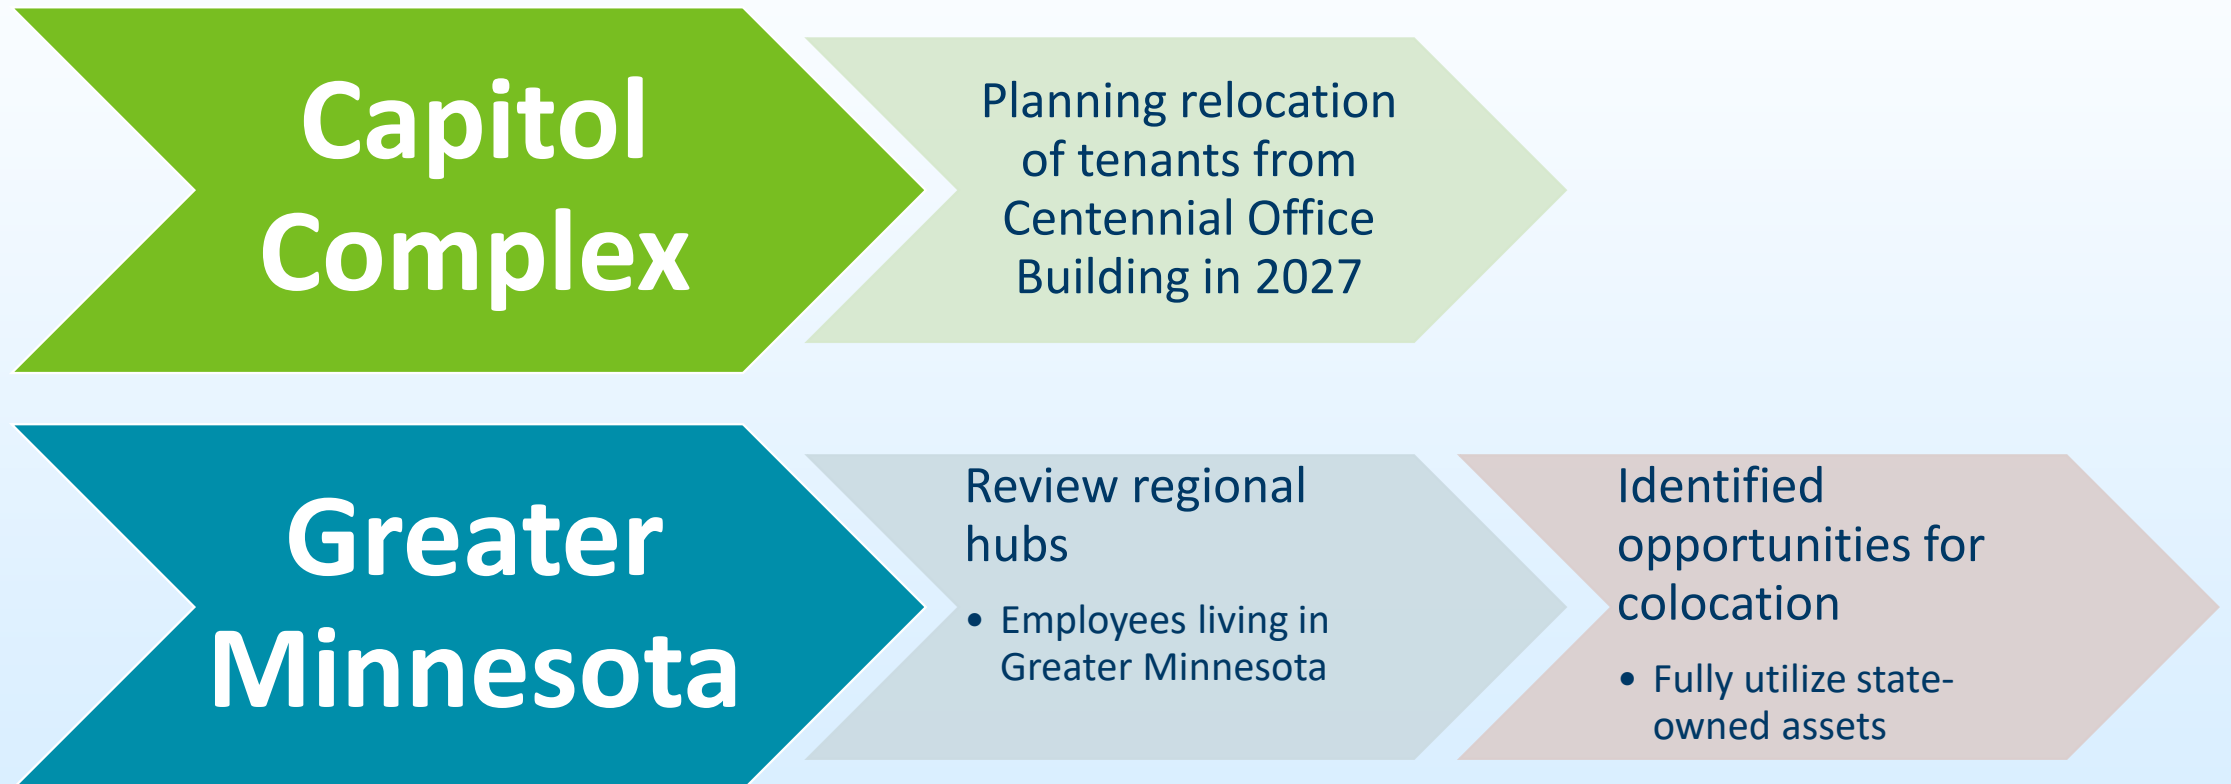 Capitol
Complex
Planning relocation
of tenants from
Centennial Office
Building in 2027
Greater
Minnesota
Review regional
hubs
• Employees living in
Greater Minnesota
Identified
opportunities for
colocation
• Fully utilize state-
owned assets